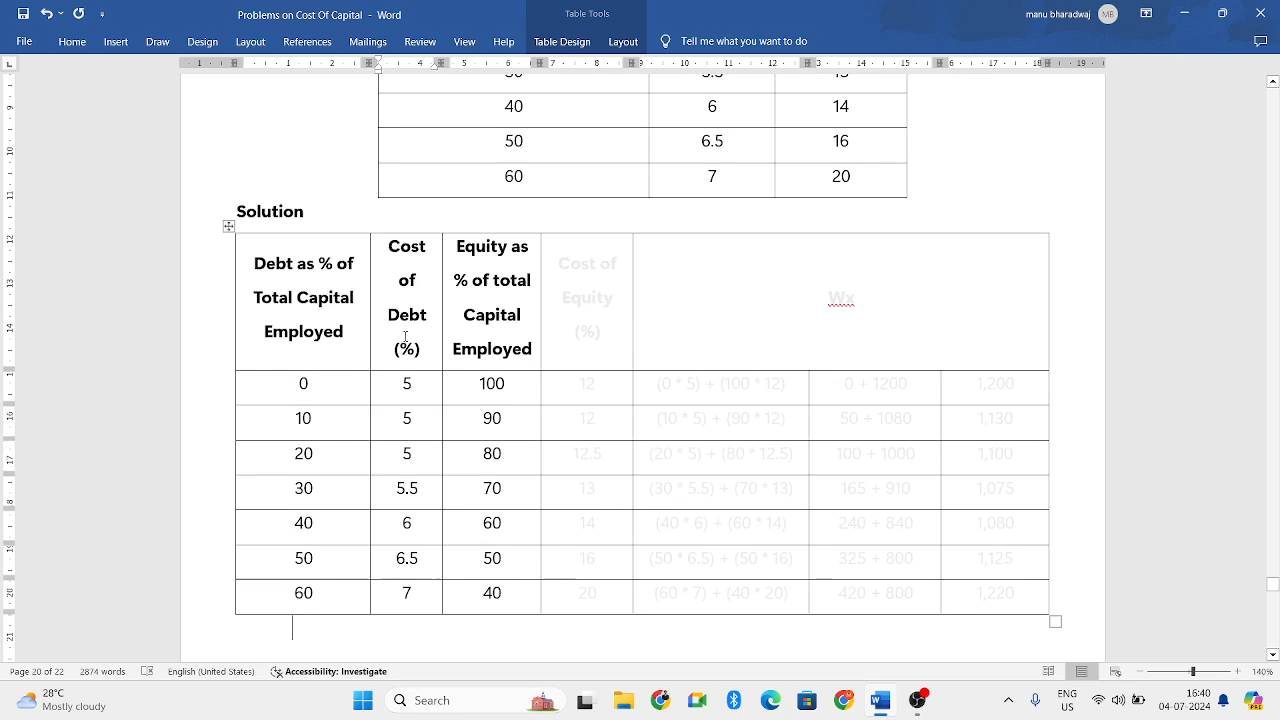 Cost of Capital - Practical Questions - Word
Table Tools
manu bharadwaj MB
File Home Insert Draw Design Layout References Mailings Review View Help Table Design Layout Tell me what you want to do
40 6 14
50 6.5 16
60 7 20
Solution
Debt as % of Total Capital Employed
Cost of Debt (%)
Equity as % of total Capital Employed
Cost of Equity (%)
Wx
0 5 100 12 (0 * 5) + (100 * 12) 0 + 1200 1,200
10 5 90 12 (10 * 5) + (90 * 12) 50 + 1080 1,130
20 5 80 12.5 (20 * 5) + (80 * 12.5) 100 + 1000 1,100
30 5.5 70 13 (30 * 5.5) + (70 * 13) 165 + 910 1,075
40 6 60 14 (40 * 6) + (60 * 14) 240 + 840 1,080
50 6.5 50 16 (50 * 6.5) + (50 * 16) 325 + 800 1,125
60 7 40 20 (60 * 7) + (40 * 20) 420 + 800 1,220
Page 20 of 22 2874 words English (United States) Accessibility: Investigate 140%
28°C
Mostly cloudy
Search
ENG
US
16:40
04-07-2024